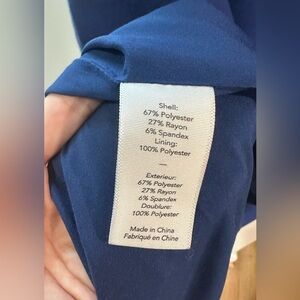 Shell:
67% Polyester
27% Rayon
6% Spandex
Lining:
100% Polyester
—
Exterieur:
67% Polyester
27% Rayon
6% Spandex
Doublure:
100% Polyester
Made in China
Fabriqué en Chine